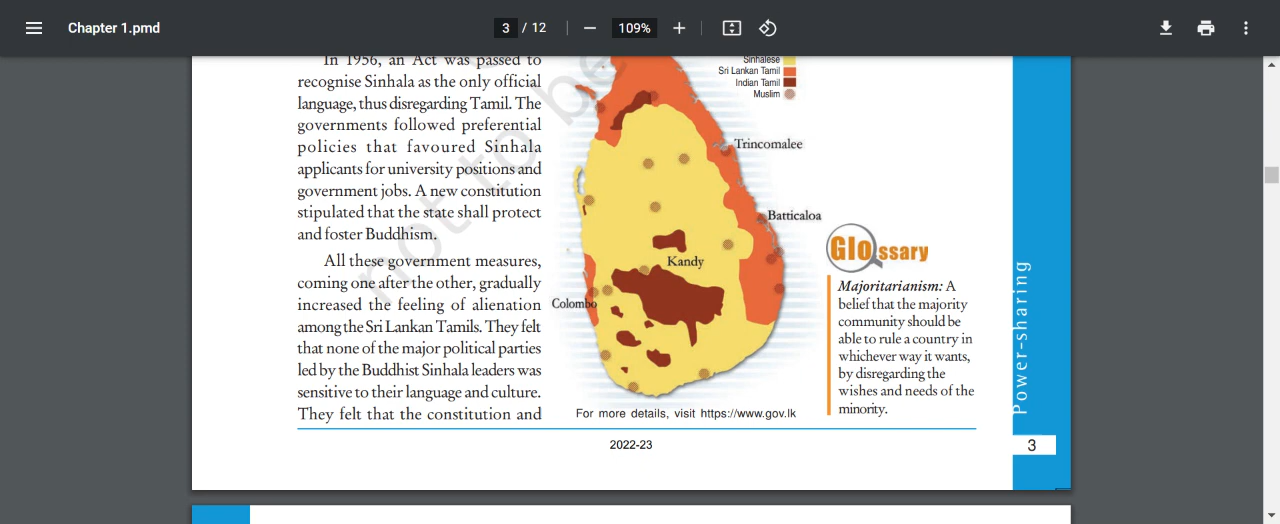 Chapter 1.pmd
3 / 12
109%
In 1956, an Act was passed to
recognise Sinhala as the only official
language, thus disregarding Tamil. The
governments followed preferential
policies that favoured Sinhala
applicants for university positions and
government jobs. A new constitution
stipulated that the state shall protect
and foster Buddhism.
All these government measures,
coming one after the other, gradually
increased the feeling of alienation
among the Sri Lankan Tamils. They felt
that none of the major political parties
led by the Buddhist Sinhala leaders was
sensitive to their language and culture.
They felt that the constitution and
not to be
Sinhalese
Sri Lankan Tamil
Indian Tamil
Muslim
Trincomalee
Batticaloa
Kandy
Colombo
For more details, visit https://www.gov.lk
Glossary
Majoritarianism: A
belief that the majority
community should be
able to rule a country in
whichever way it wants,
by disregarding the
wishes and needs of the
minority.
Power-sharing
2022-23
3